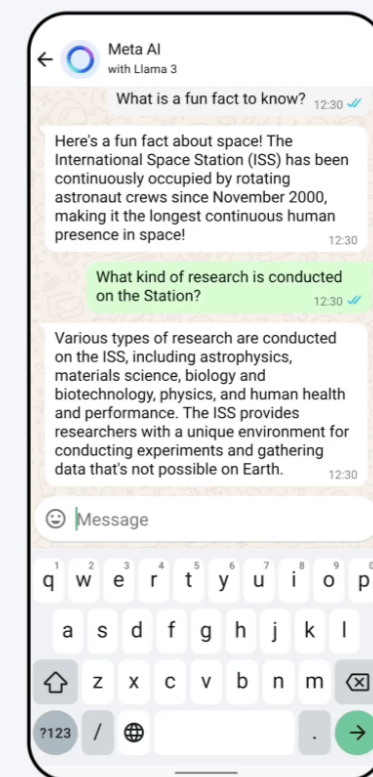 Meta AI
with Llama 3
What is a fun fact to know? 12:30
Here's a fun fact about space! The
International Space Station (ISS) has been
continuously occupied by rotating
astronaut crews since November 2000,
making it the longest continuous human
presence in space!
12:30
What kind of research is conducted
on the Station?
12:30
Various types of research are conducted
on the ISS, including astrophysics,
materials science, biology and
biotechnology, physics, and human health
and performance. The ISS provides
researchers with a unique environment for
conducting experiments and gathering
data that's not possible on Earth.
12:30
Message
1 2 3 4 5 6 7 8 9 0
q w e r t y u i o p
a s d f g h j k l
z x c v b n m
?123 / .